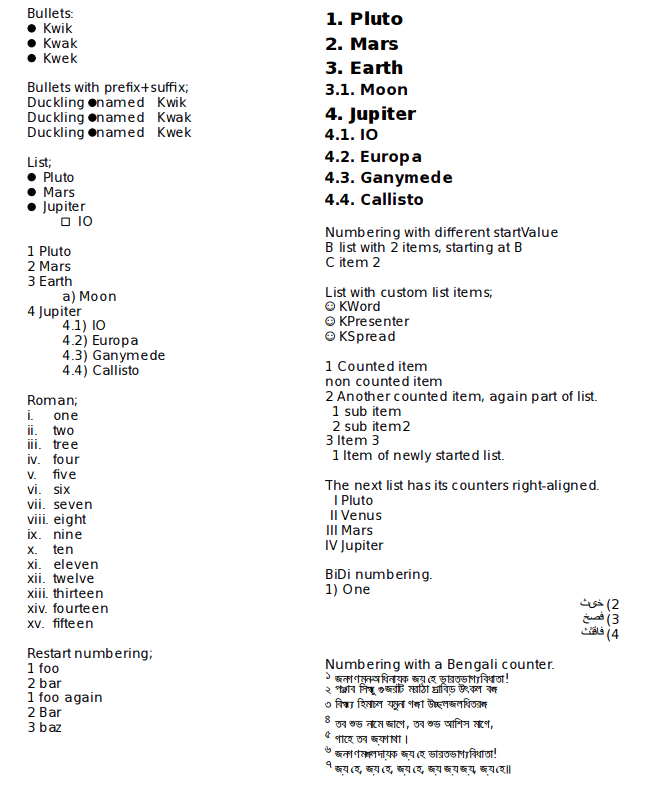 Bullets:
● Kwik
● Kwak
● Kwek
Bullets with prefix+suffix;
Duckling ●named Kwik
Duckling ●named Kwak
Duckling ●named Kwek
List;
● Pluto
● Mars
● Jupiter
□ IO
1 Pluto
2 Mars
3 Earth
a) Moon
4 Jupiter
4.1) IO
4.2) Europa
4.3) Ganymede
4.4) Callisto
Roman;
i. one
ii. two
iii. tree
iv. four
v. five
vi. six
vii. seven
viii. eight
ix. nine
x. ten
xi. eleven
xii. twelve
xiii. thirteen
xiv. fourteen
xv. fifteen
Restart numbering;
1 foo
2 bar
1 foo again
2 Bar
3 baz
1. Pluto
2. Mars
3. Earth
3.1. Moon
4. Jupiter
4.1. IO
4.2. Europa
4.3. Ganymede
4.4. Callisto
Numbering with different startValue
B list with 2 items, starting at B
C item 2
List with custom list items;
☺ KWord
☺ KPresenter
☺ KSpread
1 Counted item
non counted item
2 Another counted item, again part of list.
1 sub item
2 sub item2
3 Item 3
1 Item of newly started list.
The next list has its counters right-aligned.
I Pluto
II Venus
III Mars
IV Jupiter
BiDi numbering.
1) One
2)
3)
4)
Numbering with a Bengali counter.
১ জনগণমন-অধিনায়ক জয় হে ভারতভাগ্যবিধাতা!
২ পঞ্জাব সিন্ধু গুজরাট মরাঠা দ্রাবিড় উৎকল বঙ্গ
৩ বিন্ধ্য হিমাচল যমুনা গঙ্গা উচ্ছলজলধিতরঙ্গ
৪ তব শুভ নামে জাগে, তব শুভ আশিস মাগে,
৫ গাহে তব জয়গাথা।
৬ জনগণমঙ্গলদায়ক জয় হে ভারতভাগ্যবিধাতা!
৭ জয় হে, জয় হে, জয় হে, জয় জয় জয়, জয় হে॥